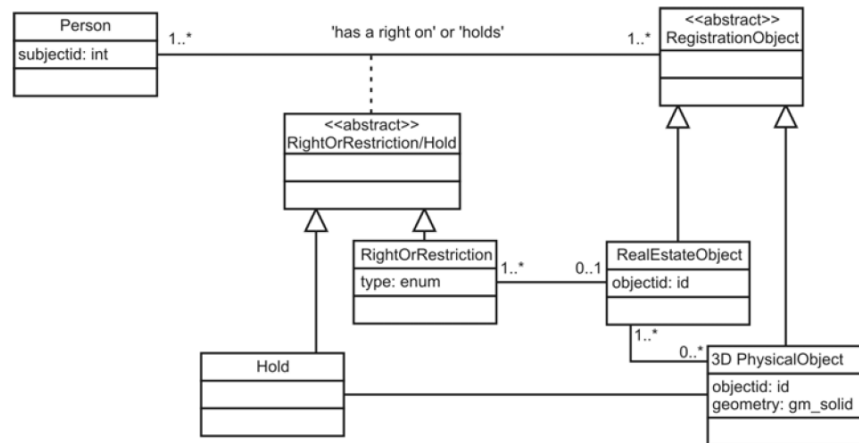 Person
subjectid: int
1..*
'has a right on' or 'holds'
1..*
<<abstract>>
RegistrationObject
<<abstract>>
RightOrRestriction/Hold
RightOrRestriction
type: enum
1..*
0..1
RealEstateObject
objectid: id
1..*
0..*
Hold
3D PhysicalObject
objectid: id
geometry: gm_solid